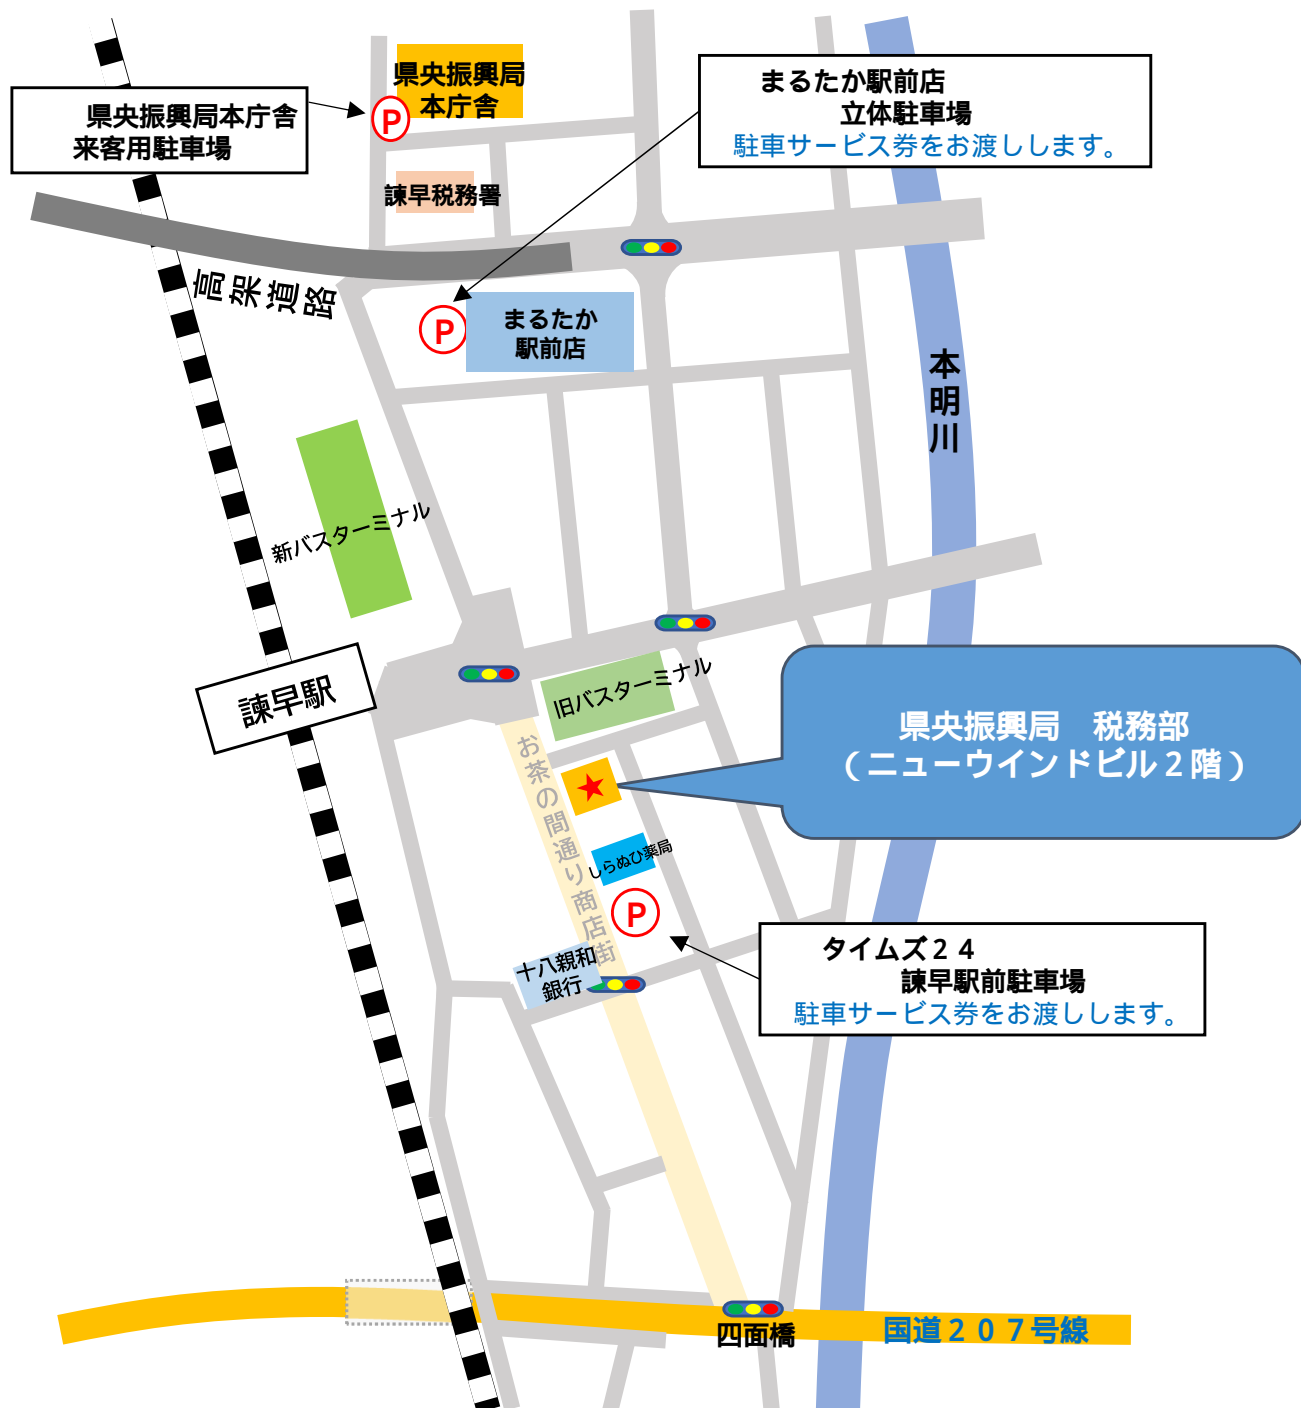 県央振興局
本庁舎
県央振興局本庁舎
来客用駐車場
P
まるたか駅前店
立体駐車場
駐車サービス券をお渡しします。
諫早税務署
高架道路
P
まるたか
駅前店
本明川
新バスターミナル
諫早駅
旧バスターミナル
県央振興局　税務部
（ニューウインドビル２階）
お茶の間通り商店街
しらぬひ薬局
P
タイムズ２４
諫早駅前駐車場
駐車サービス券をお渡しします。
十八親和
銀行
四面橋
国道２０７号線